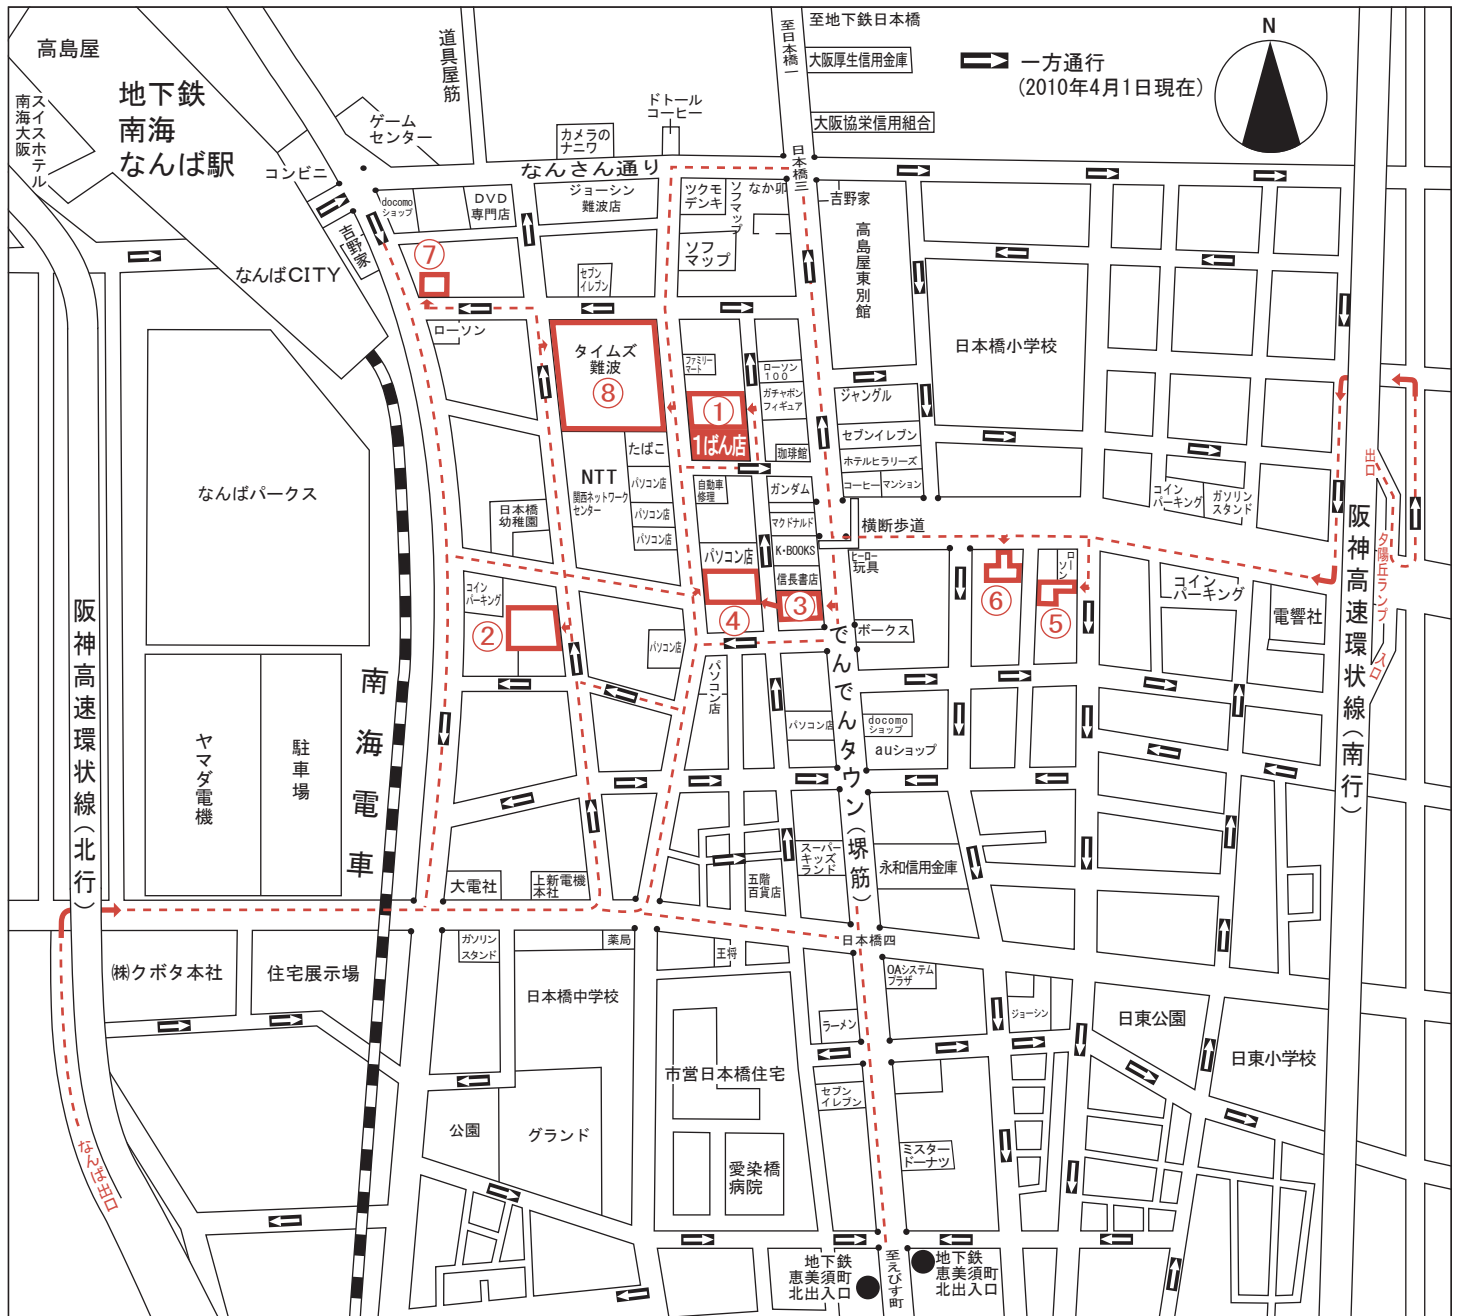 高島屋
地下鉄
南海
なんば駅
スイスホテル
南海大阪
道具屋筋
ゲーム
センター
コンビニ
カメラの
ナニワ
ドトール
コーヒー
至日本橋一
至地下鉄日本橋
大阪厚生信用金庫
大阪協栄信用組合
一方通行
(2010年4月1日現在)
N
なんさん通り
日本橋三
吉野家
docomo
ショップ
DVD
専門店
ジョーシン
難波店
ツクモ
デンキ
ソフマップ
なか卯
吉野家
ソフ
マップ
高島屋東別館
なんばCITY
⑦
セブン
イレブン
ローソン
タイムズ
難波
⑧
ファミリー
マート
①
1ばん店
ローソン
100
ガチャポン
フィギュア
珈琲館
日本橋小学校
ジャングル
セブンイレブン
ホテルヒラリーズ
コーヒー
マンション
なんばパークス
たばこ
NTT
関西ネットワーク
センター
パソコン店
パソコン店
パソコン店
日本橋
幼稚園
自動車
修理
ガンダム
マクドナルド
K・BOOKS
信長書店
パソコン店
④
③
横断歩道
ヒーロー
玩具
ボークス
⑥
ローソン
⑤
コイン
パーキング
ガソリン
スタンド
コイン
パーキング
電響社
出口
夕陽丘ランプ
入口
阪神高速環状線(南行)
コイン
パーキング
②
パソコン店
パソコン店
パソコン店
でんでんタウン(堺筋)
docomo
ショップ
auショップ
阪神高速環状線(北行)
ヤマダ電機
駐車場
南海電車
大電社
上新電機
本社
五階
百貨店
スーパー
キッズ
ランド
永和信用金庫
日本橋四
㈱クボタ本社
住宅展示場
ガソリン
スタンド
薬局
王将
日本橋中学校
OAシステム
プラザ
ラーメン
ジョーシン
日東公園
日東小学校
市営日本橋住宅
セブン
イレブン
ミスター
ドーナツ
公園
グランド
愛染橋
病院
なんば出口
地下鉄
恵美須町
北出入口
至えびす町
地下鉄
恵美須町
北出入口